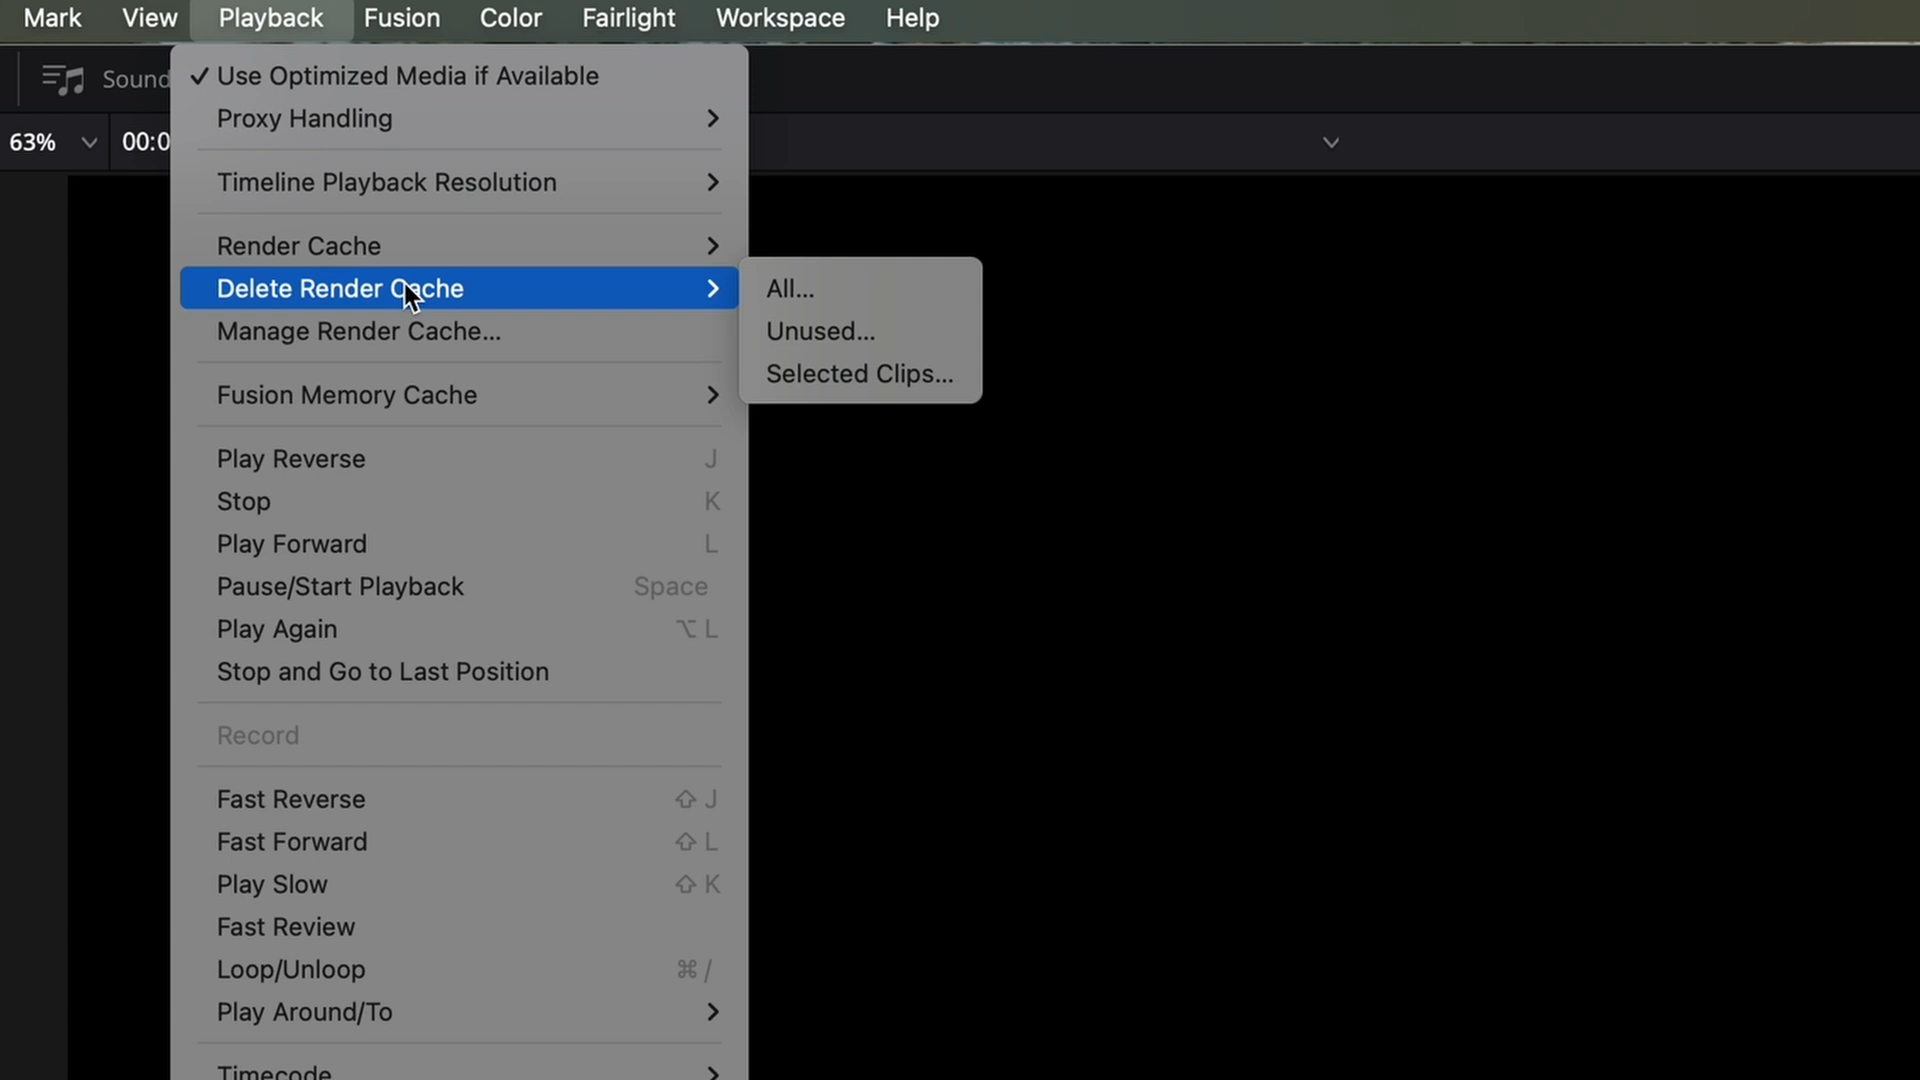 Mark View Playback Fusion Color Fairlight Workspace Help
Sound
63% 00:0
✓ Use Optimized Media if Available
Proxy Handling
Timeline Playback Resolution
Render Cache
Delete Render Cache
All...
Manage Render Cache...
Unused...
Selected Clips...
Fusion Memory Cache
Play Reverse J
Stop K
Play Forward L
Pause/Start Playback Space
Play Again ⌥ L
Stop and Go to Last Position
Record
Fast Reverse ⇧ J
Fast Forward ⇧ L
Play Slow ⇧ K
Fast Review
Loop/Unloop ⌘ /
Play Around/To
Timecode